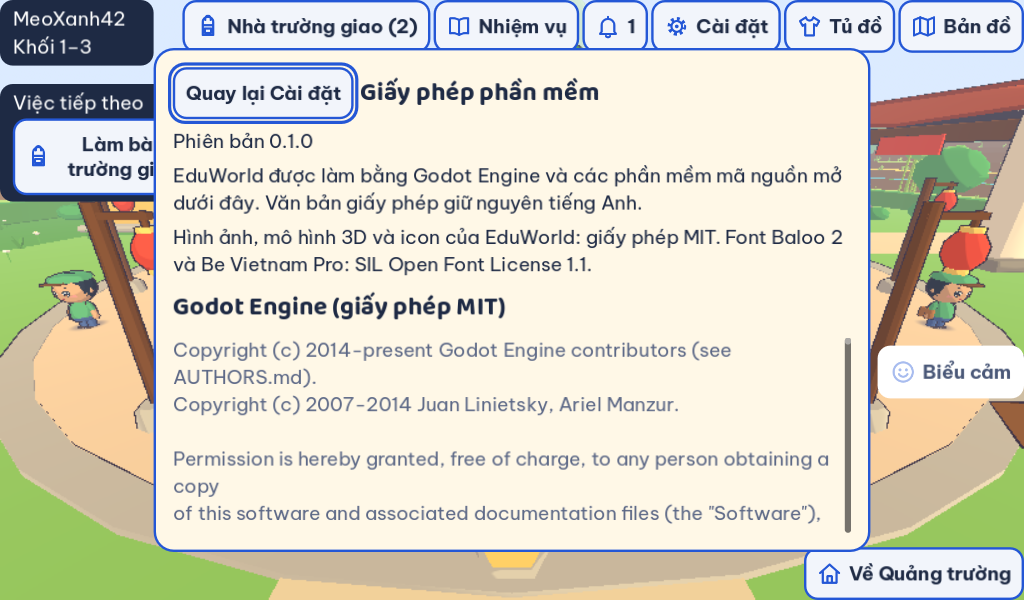 MeoXanh42
Khối 1–3
Nhà trường giao (2)
Nhiệm vụ
1
Cài đặt
Tủ đồ
Bản đồ
Việc tiếp theo
Làm bà
trường gi
Quay lại Cài đặt
Giấy phép phần mềm
Phiên bản 0.1.0
EduWorld được làm bằng Godot Engine và các phần mềm mã nguồn mở
dưới đây. Văn bản giấy phép giữ nguyên tiếng Anh.
Hình ảnh, mô hình 3D và icon của EduWorld: giấy phép MIT. Font Baloo 2
và Be Vietnam Pro: SIL Open Font License 1.1.
Godot Engine (giấy phép MIT)
Copyright (c) 2014-present Godot Engine contributors (see
AUTHORS.md).
Copyright (c) 2007-2014 Juan Linietsky, Ariel Manzur.
Permission is hereby granted, free of charge, to any person obtaining a
copy
of this software and associated documentation files (the "Software"),
Biểu cảm
Về Quảng trường